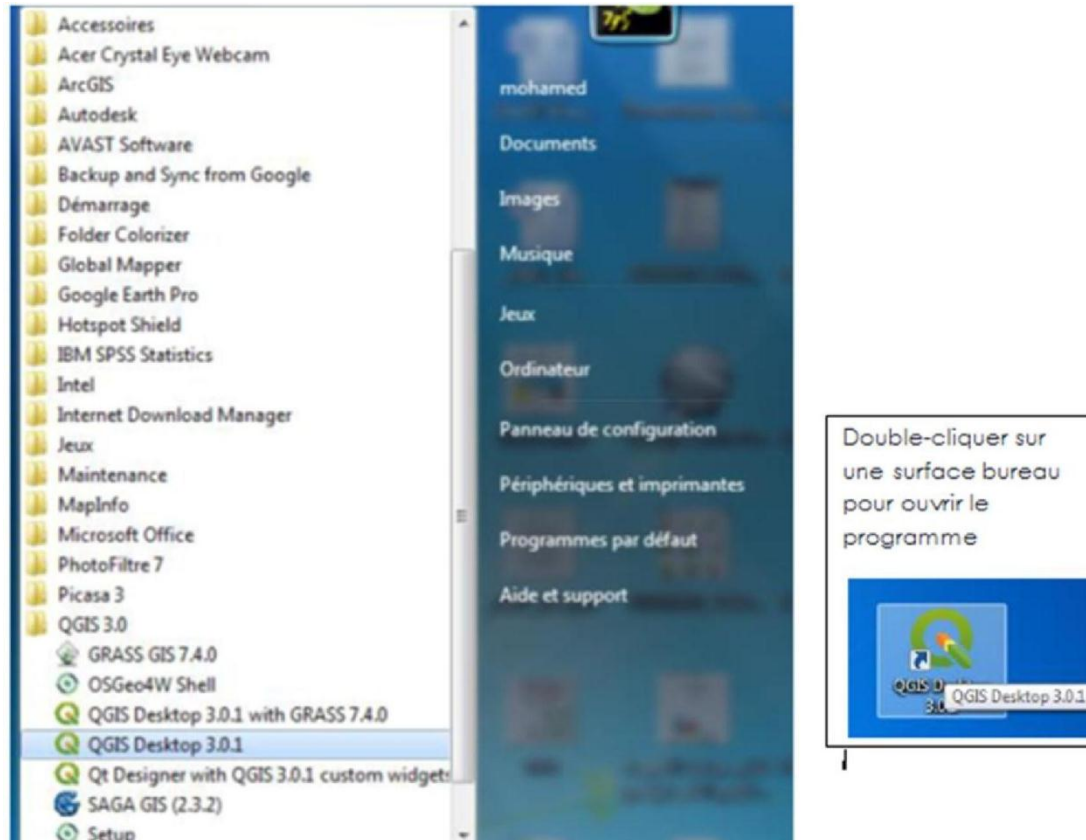 Accessoires
Acer Crystal Eye Webcam
ArcGIS
Autodesk
AVAST Software
Backup and Sync from Google
Démarrage
Folder Colorizer
Global Mapper
Google Earth Pro
Hotspot Shield
IBM SPSS Statistics
Intel
Internet Download Manager
Jeux
Maintenance
MapInfo
Microsoft Office
PhotoFiltre 7
Picasa 3
QGIS 3.0
GRASS GIS 7.4.0
OSGeo4W Shell
QGIS Desktop 3.0.1 with GRASS 7.4.0
QGIS Desktop 3.0.1
Qt Designer with QGIS 3.0.1 custom widgets
SAGA GIS (2.3.2)
Setup
mohamed
Documents
Images
Musique
Jeux
Ordinateur
Panneau de configuration
Périphériques et imprimantes
Programmes par défaut
Aide et support
Double-cliquer sur
une surface bureau
pour ouvrir le
programme
QGIS
QGIS Desktop 3.0.1